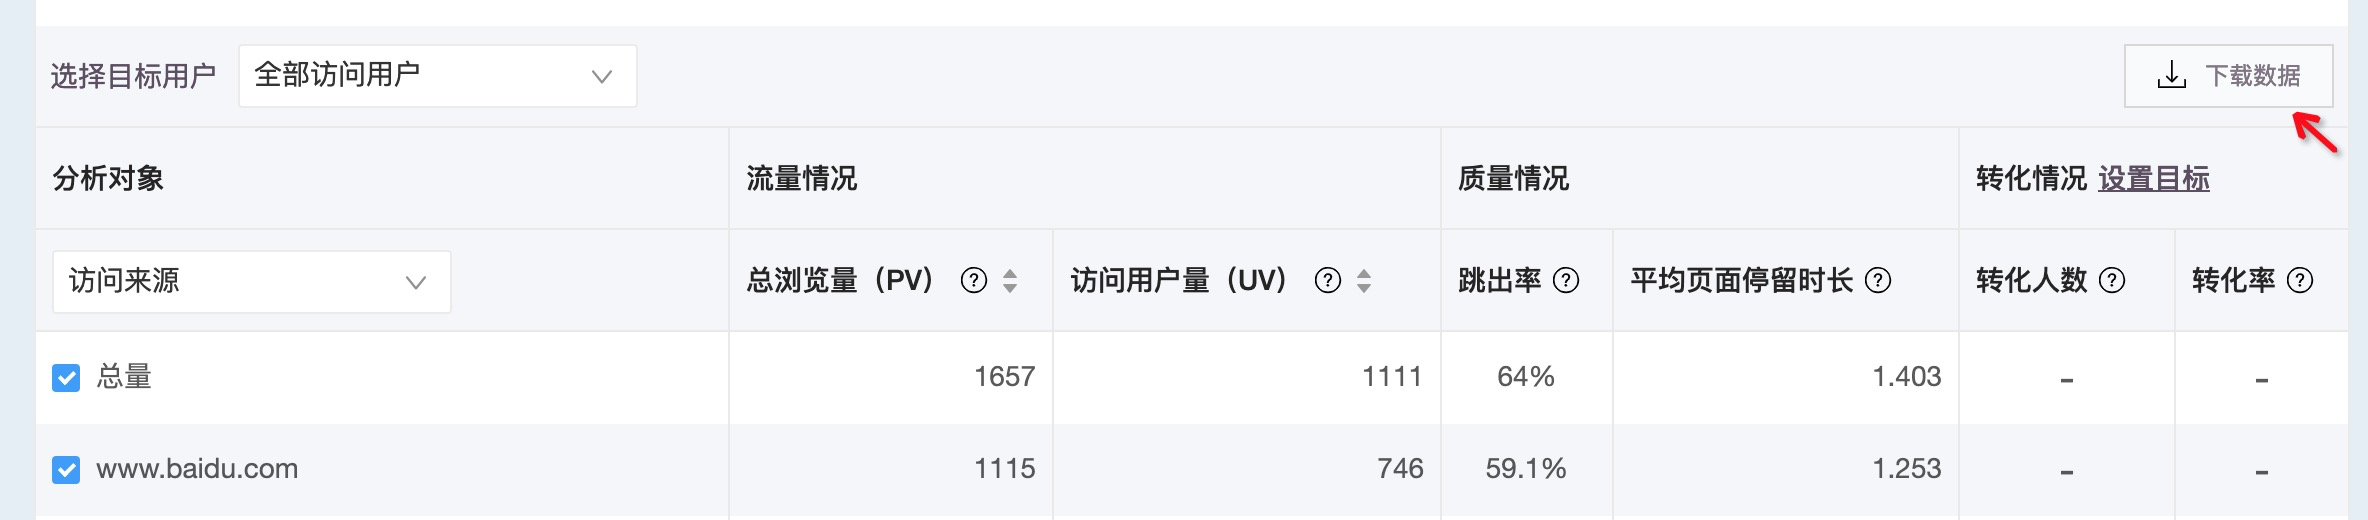 选择目标用户 全部访问用户 下载数据
分析对象 流量情况 质量情况 转化情况 设置目标
访问来源 总浏览量（PV） ? 访问用户量（UV） ? 跳出率 ? 平均页面停留时长 ? 转化人数 ? 转化率 ?
总量 1657 1111 64% 1.403 - -
www.baidu.com 1115 746 59.1% 1.253 - -